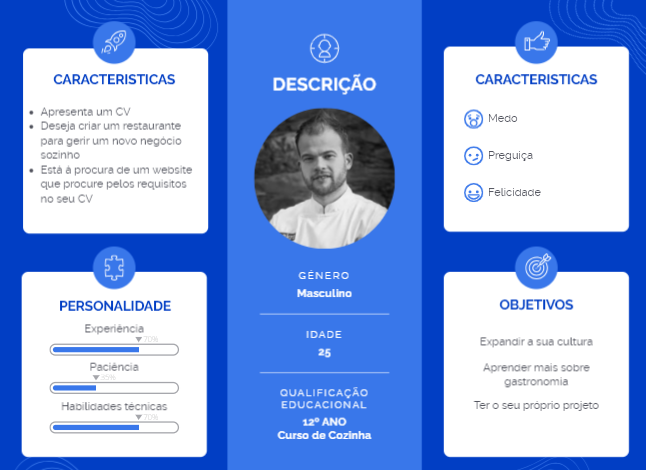 CARACTERISTICAS
Apresenta um CV
Deseja criar um restaurante
para gerir um novo negócio
sozinho
Está à procura de um website
que procure pelos requisitos
no seu CV
PERSONALIDADE
Experiência
70%
Paciência
35%
Habilidades técnicas
70%
DESCRIÇÃO
GÊNERO
Masculino
IDADE
25
QUALIFICAÇÃO
EDUCACIONAL
12º ANO
Curso de Cozinha
CARACTERISTICAS
Medo
Preguiça
Felicidade
OBJETIVOS
Expandir a sua cultura
Aprender mais sobre
gastronomia
Ter o seu próprio projeto